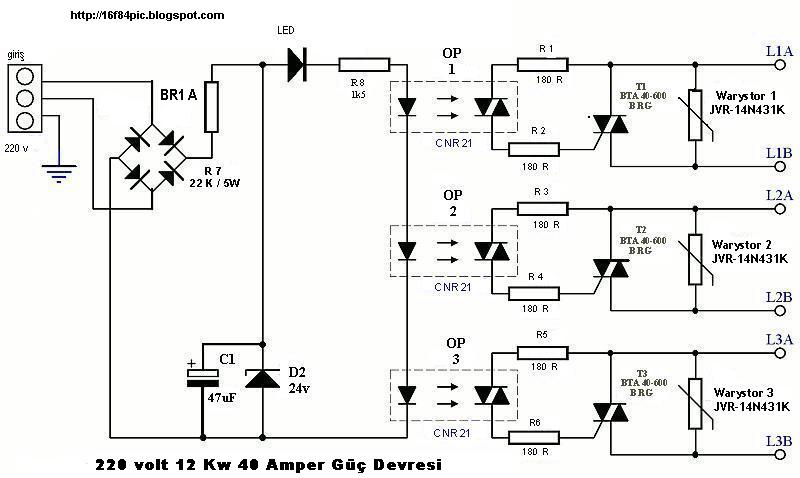 http://16f84pic.blogspot.com
giriş
220 v
BR1 A
R 7
22 K / 5W
LED
R 8
1k5
OP
1
CNR 21
R 1
180 R
R 2
180 R
T1
BTA 40-600
B RG
Warystor 1
JVR-14N431K
L1A
L1B
OP
2
CNR 21
R 3
180 R
R 4
180 R
T2
BTA 40-600
B RG
Warystor 2
JVR-14N431K
L2A
L2B
OP
3
CNR 21
R5
180 R
R6
180 R
T3
BTA 40-600
B RG
Warystor 3
JVR-14N431K
L3A
L3B
+
C1
47uF
D2
24v
220 volt 12 Kw 40 Amper Güç Devresi